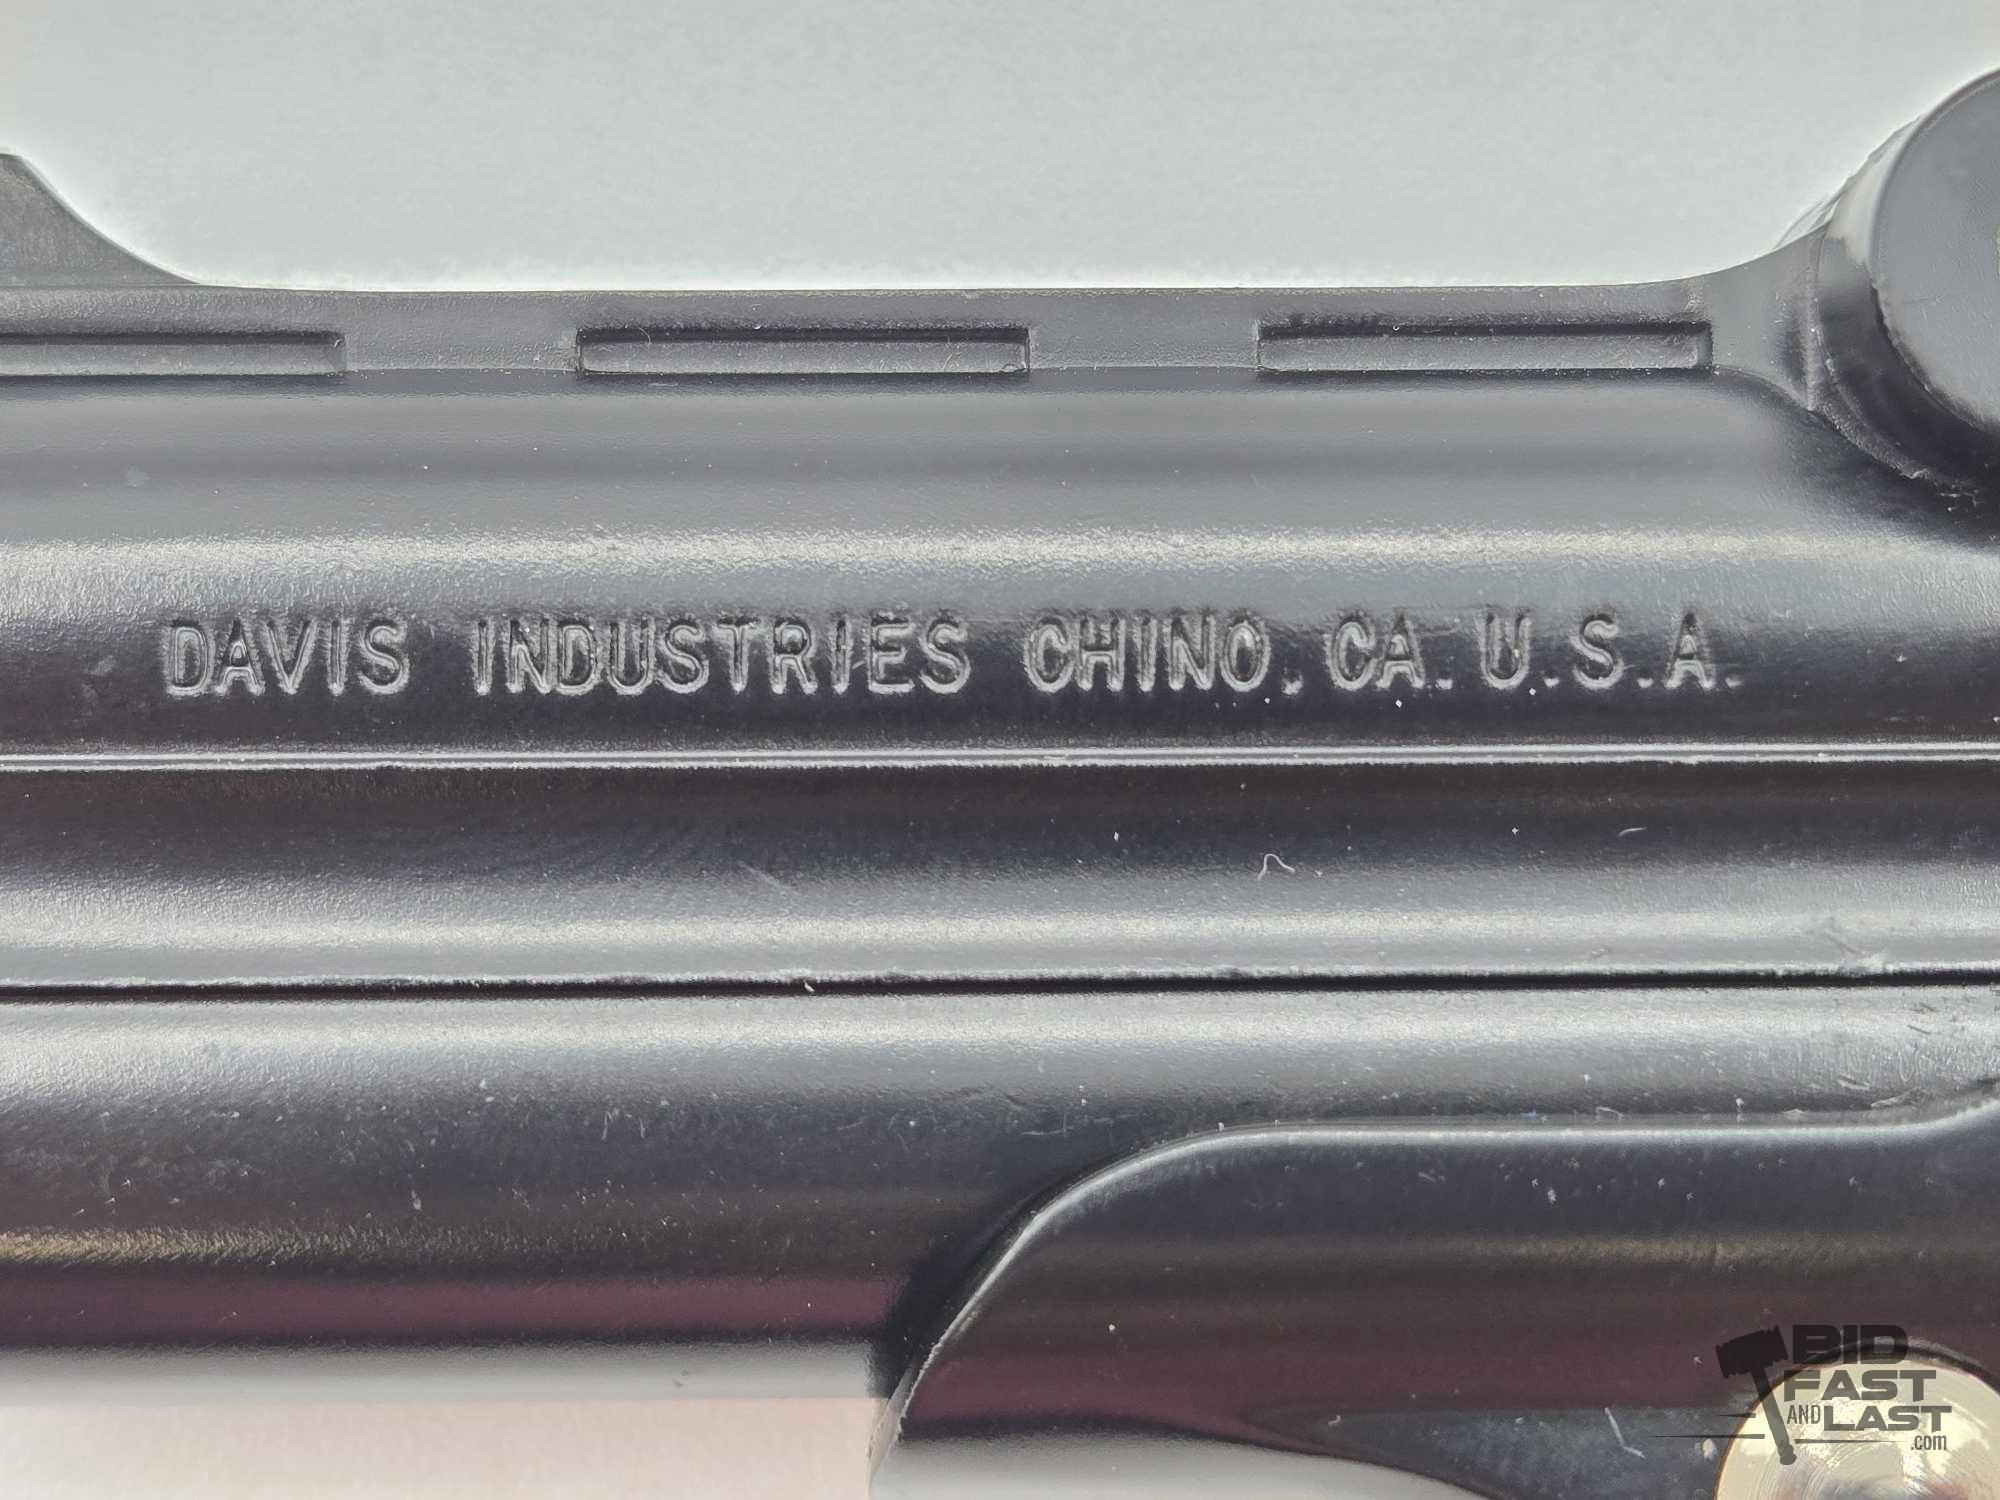 DAVIS INDUSTRIES CHINO, CA. U.S.A.
BID
FAST
AND LAST
.com